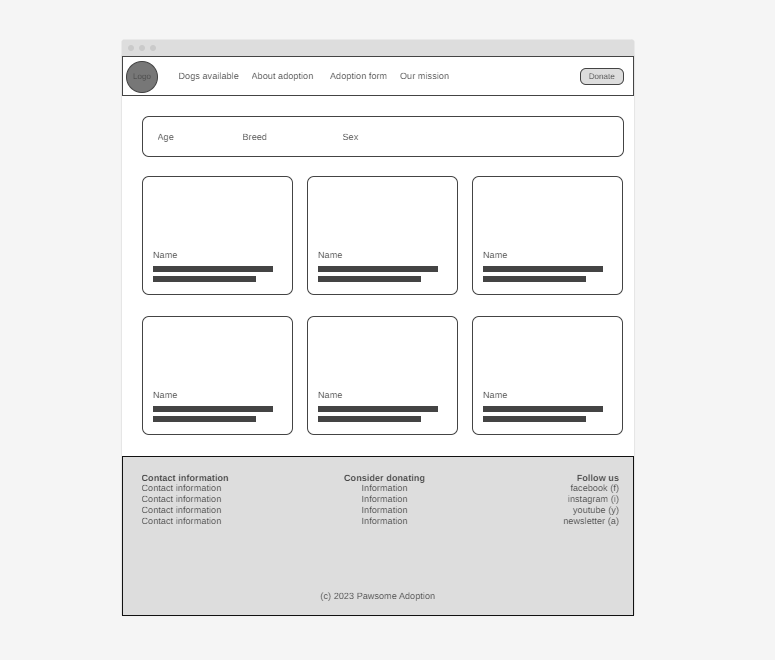 Logo Dogs available About adoption Adoption form Our mission Donate
Age Breed Sex
Name Name Name
Name Name Name
Contact information Consider donating Follow us
Contact information Information facebook (f)
Contact information Information instagram (i)
Contact information Information youtube (y)
Contact information Information newsletter (a)
(c) 2023 Pawsome Adoption